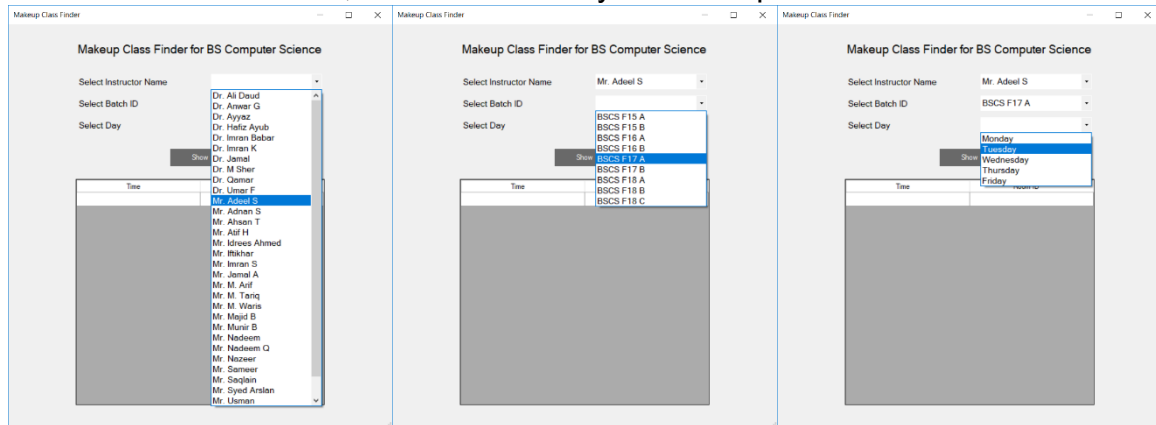 Makeup Class Finder
Makeup Class Finder for BS Computer Science
Select Instructor Name
Select Batch ID
Select Day
Dr. Ali Daud
Dr. Anwar G
Dr. Ayyaz
Dr. Hafiz Ayub
Dr. Imran Babar
Dr. Imran K
Dr. Jamal
Dr. M Sher
Dr. Qamar
Dr. Umar F
Mr. Adeel S
Mr. Adnan S
Mr. Ahsan T
Mr. Atif H
Mr. Idrees Ahmed
Mr. Iftikhar
Mr. Imran S
Mr. Jamal A
Mr. M. Arif
Mr. M. Tariq
Mr. M. Waris
Mr. Majid B
Mr. Munir B
Mr. Nadeem
Mr. Nadeem Q
Mr. Nazeer
Mr. Sameer
Mr. Saqlain
Mr. Syed Arslan
Mr. Usman
Show
Time
Makeup Class Finder
Makeup Class Finder for BS Computer Science
Select Instructor Name Mr. Adeel S
Select Batch ID
Select Day
BSCS F15 A
BSCS F15 B
BSCS F16 A
BSCS F16 B
BSCS F17 A
BSCS F17 B
BSCS F18 A
BSCS F18 B
BSCS F18 C
Show
Time
Makeup Class Finder
Makeup Class Finder for BS Computer Science
Select Instructor Name Mr. Adeel S
Select Batch ID BSCS F17 A
Select Day
Monday
Tuesday
Wednesday
Thursday
Friday
Show
Time